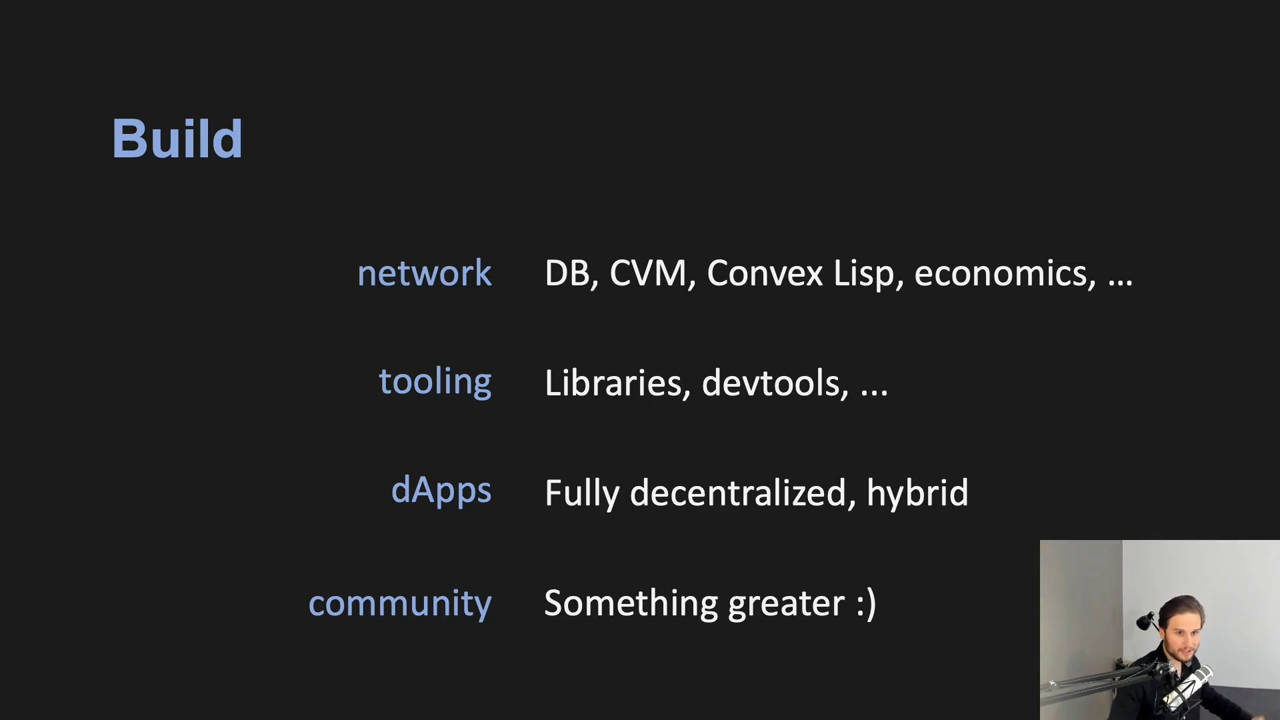 Build
network DB, CVM, Convex Lisp, economics, ...
tooling Libraries, devtools, ...
dApps Fully decentralized, hybrid
community Something greater :)